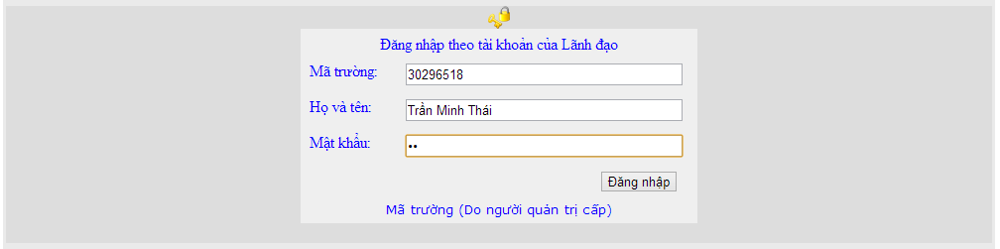 Đăng nhập theo tài khoản của Lãnh đạo
Mã trường: 30296518
Họ và tên: Trần Minh Thái
Mật khẩu: ••
Đăng nhập
Mã trường (Do người quản trị cấp)